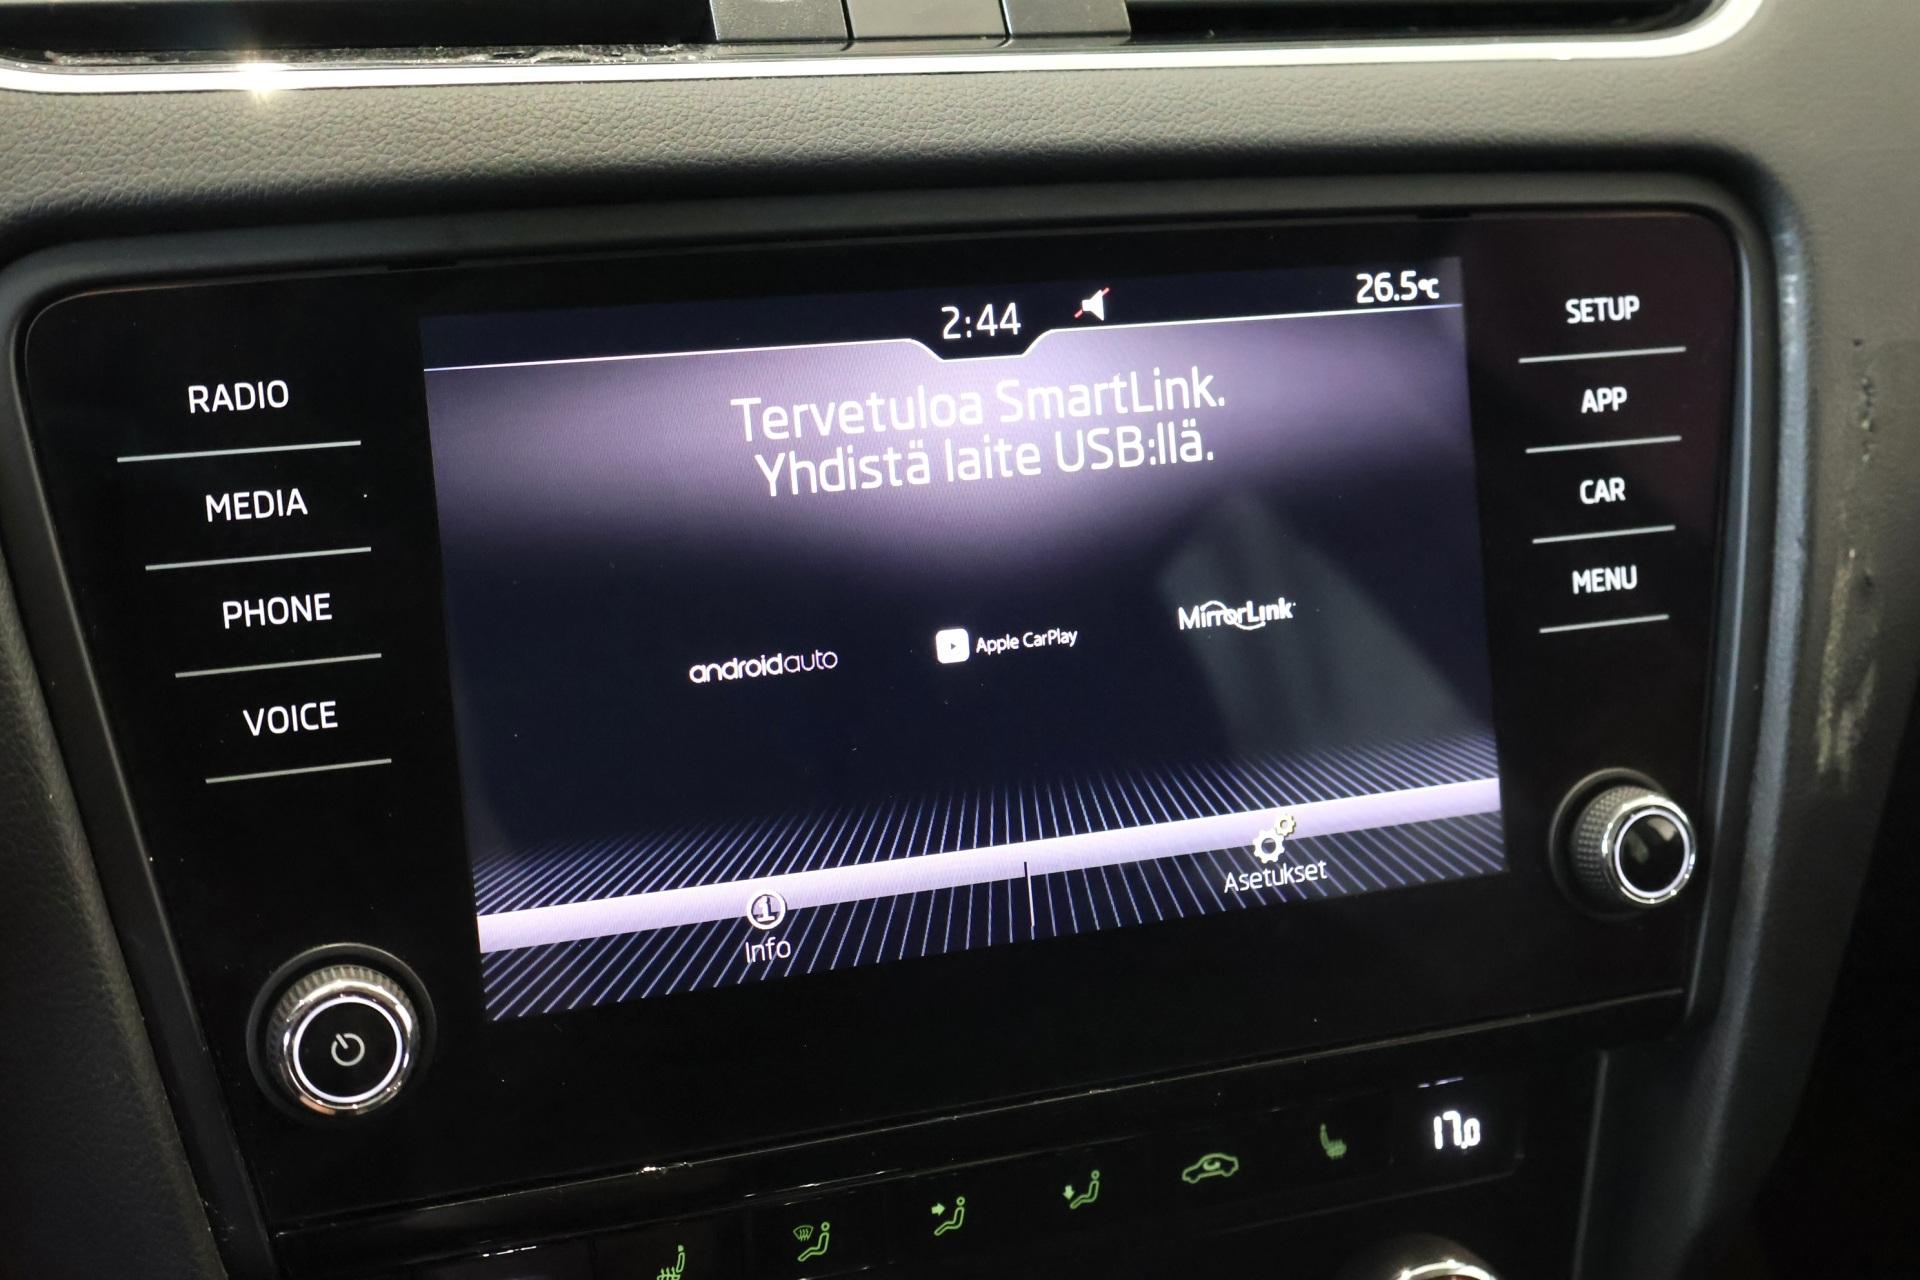 2:44
26.5°C
Tervetuloa SmartLink.
Yhdistä laite USB:llä.
androidauto
Apple CarPlay
MirrorLink
Info
Asetukset
RADIO
MEDIA
PHONE
VOICE
SETUP
APP
CAR
MENU
17,0